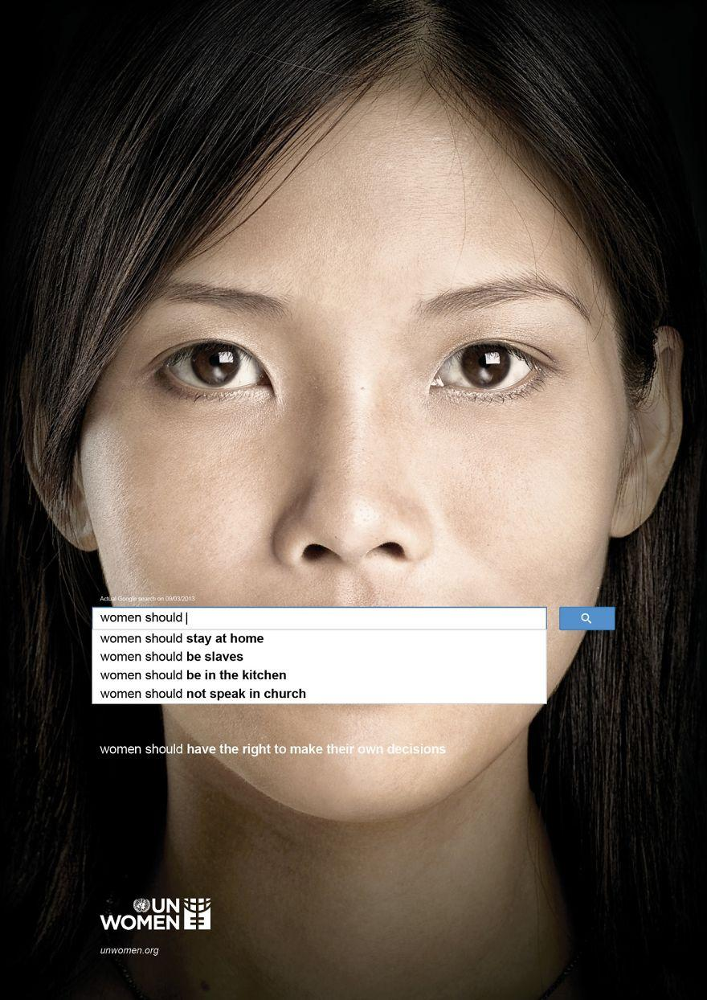 Actual Google search on 09/03/2013
women should
women should stay at home
women should be slaves
women should be in the kitchen
women should not speak in church
women should have the right to make their own decisions
UN
WOMEN
unwomen.org